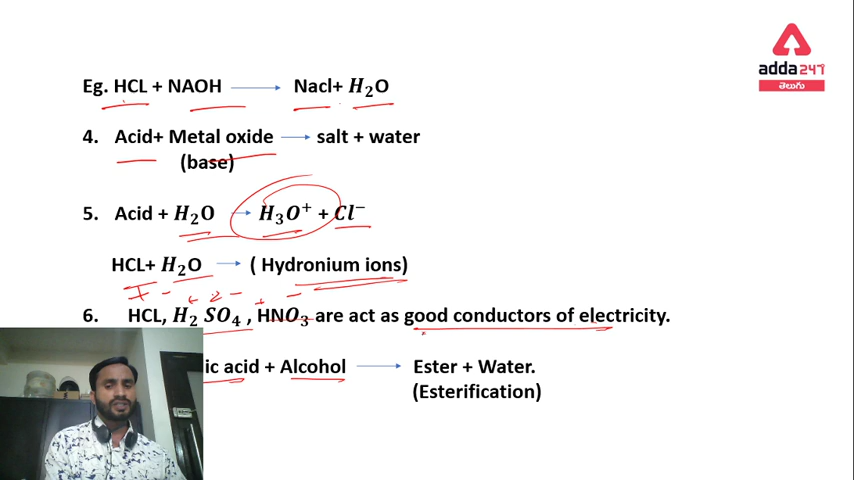 adda247
తెలుగు
Eg. HCL + NAOH → Nacl+ H₂O
4. Acid+ Metal oxide → salt + water
(base)
5. Acid + H₂O → H₃O⁺ + Cl⁻
HCL+ H₂O → ( Hydronium ions)
6. HCL, H₂ SO₄ , HNO₃ are act as good conductors of electricity.
ic acid + Alcohol → Ester + Water.
(Esterification)